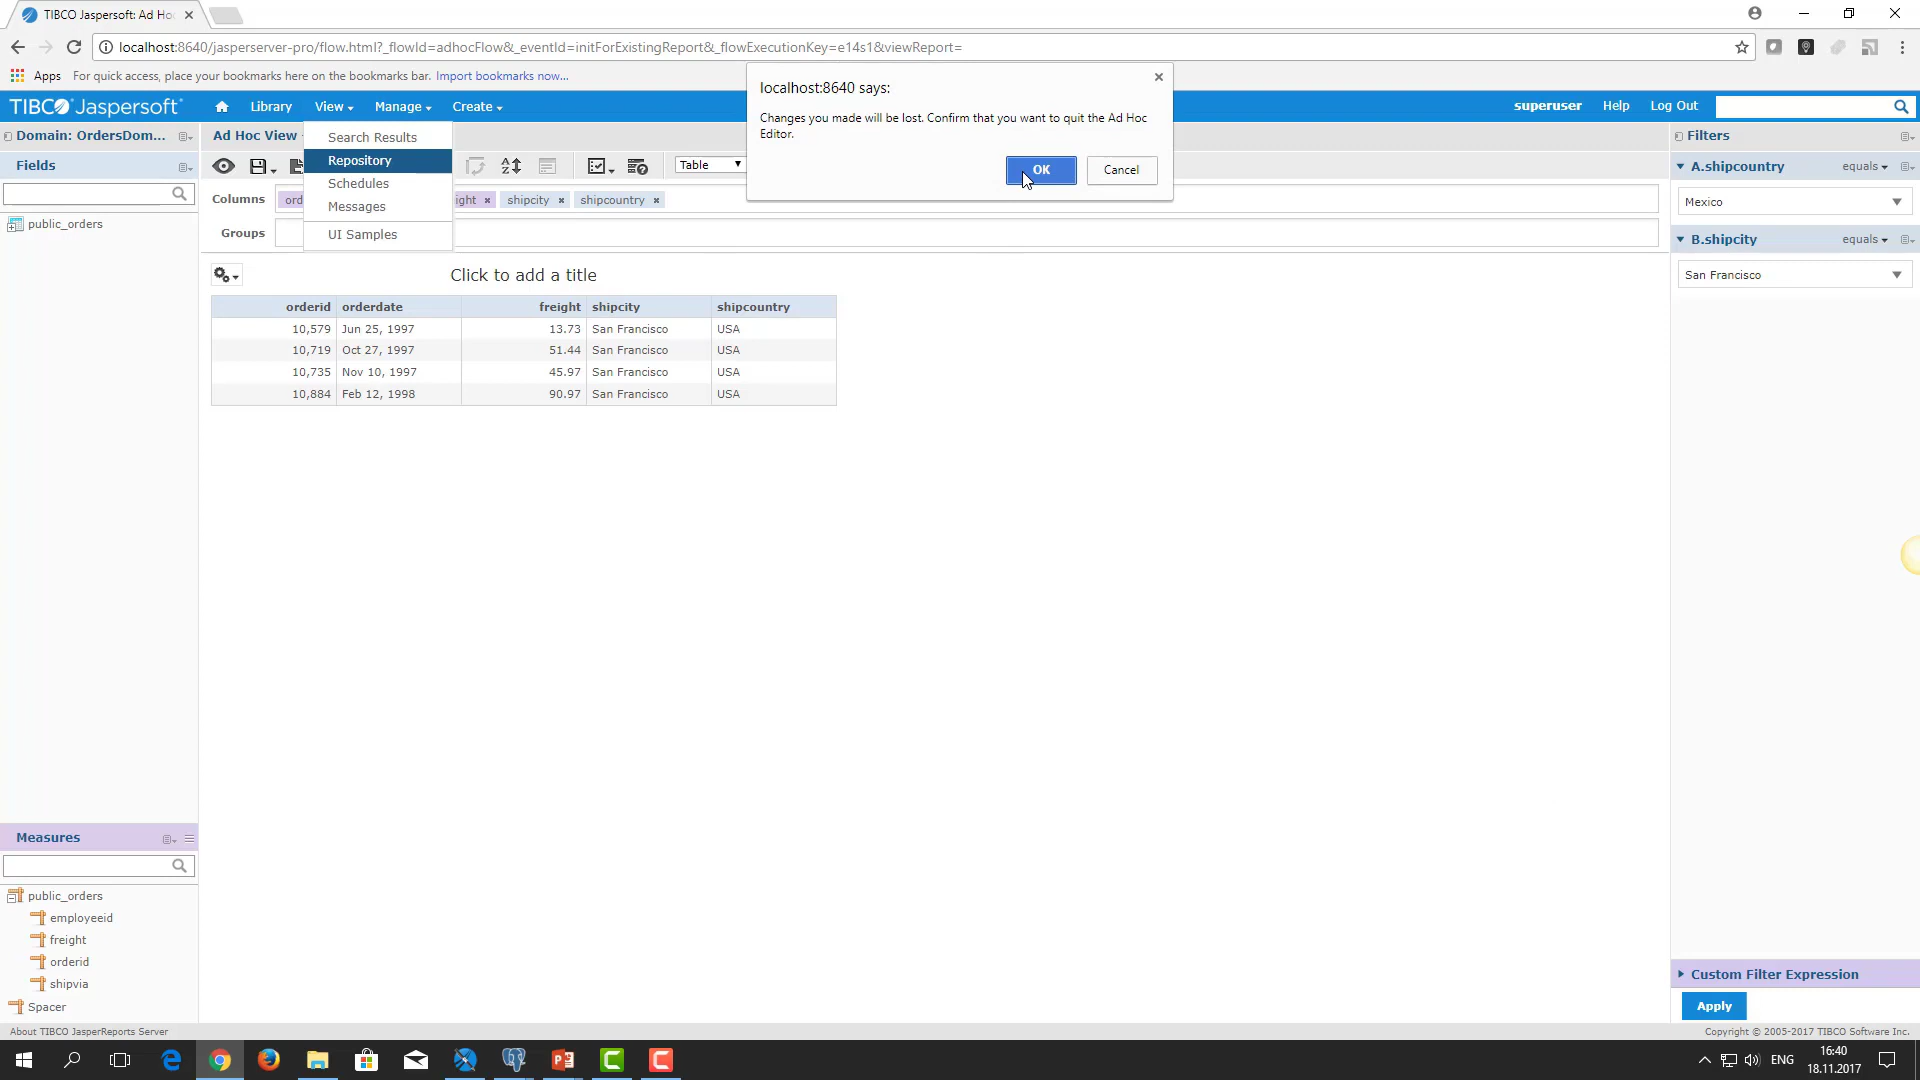 TIBCO Jaspersoft: Ad Ho
localhost:8640/jasperserver-pro/flow.html?_flowId=adhocFlow&_eventId=initForExistingReport&_flowExecutionKey=e14s1&viewReport=
Apps For quick access, place your bookmarks here on the bookmarks bar. Import bookmarks now...
localhost:8640 says:
Changes you made will be lost. Confirm that you want to quit the Ad Hoc
Editor.
OK Cancel
TIBCO Jaspersoft Library View Manage Create superuser Help Log Out
Search Results
Repository
Schedules
Messages
UI Samples
Domain: OrdersDom... Ad Hoc View Filters
Fields
public_orders
Table
Columns ord ight × shipcity × shipcountry ×
Groups
A.shipcountry equals
Mexico
B.shipcity equals
San Francisco
Click to add a title
orderid orderdate freight shipcity shipcountry
10,579 Jun 25, 1997 13.73 San Francisco USA
10,719 Oct 27, 1997 51.44 San Francisco USA
10,735 Nov 10, 1997 45.97 San Francisco USA
10,884 Feb 12, 1998 90.97 San Francisco USA
Measures
public_orders
employeeid
freight
orderid
shipvia
Spacer
Custom Filter Expression
Apply
About TIBCO JasperReports Server Copyright © 2005-2017 TIBCO Software Inc.
ENG 16:40
18.11.2017